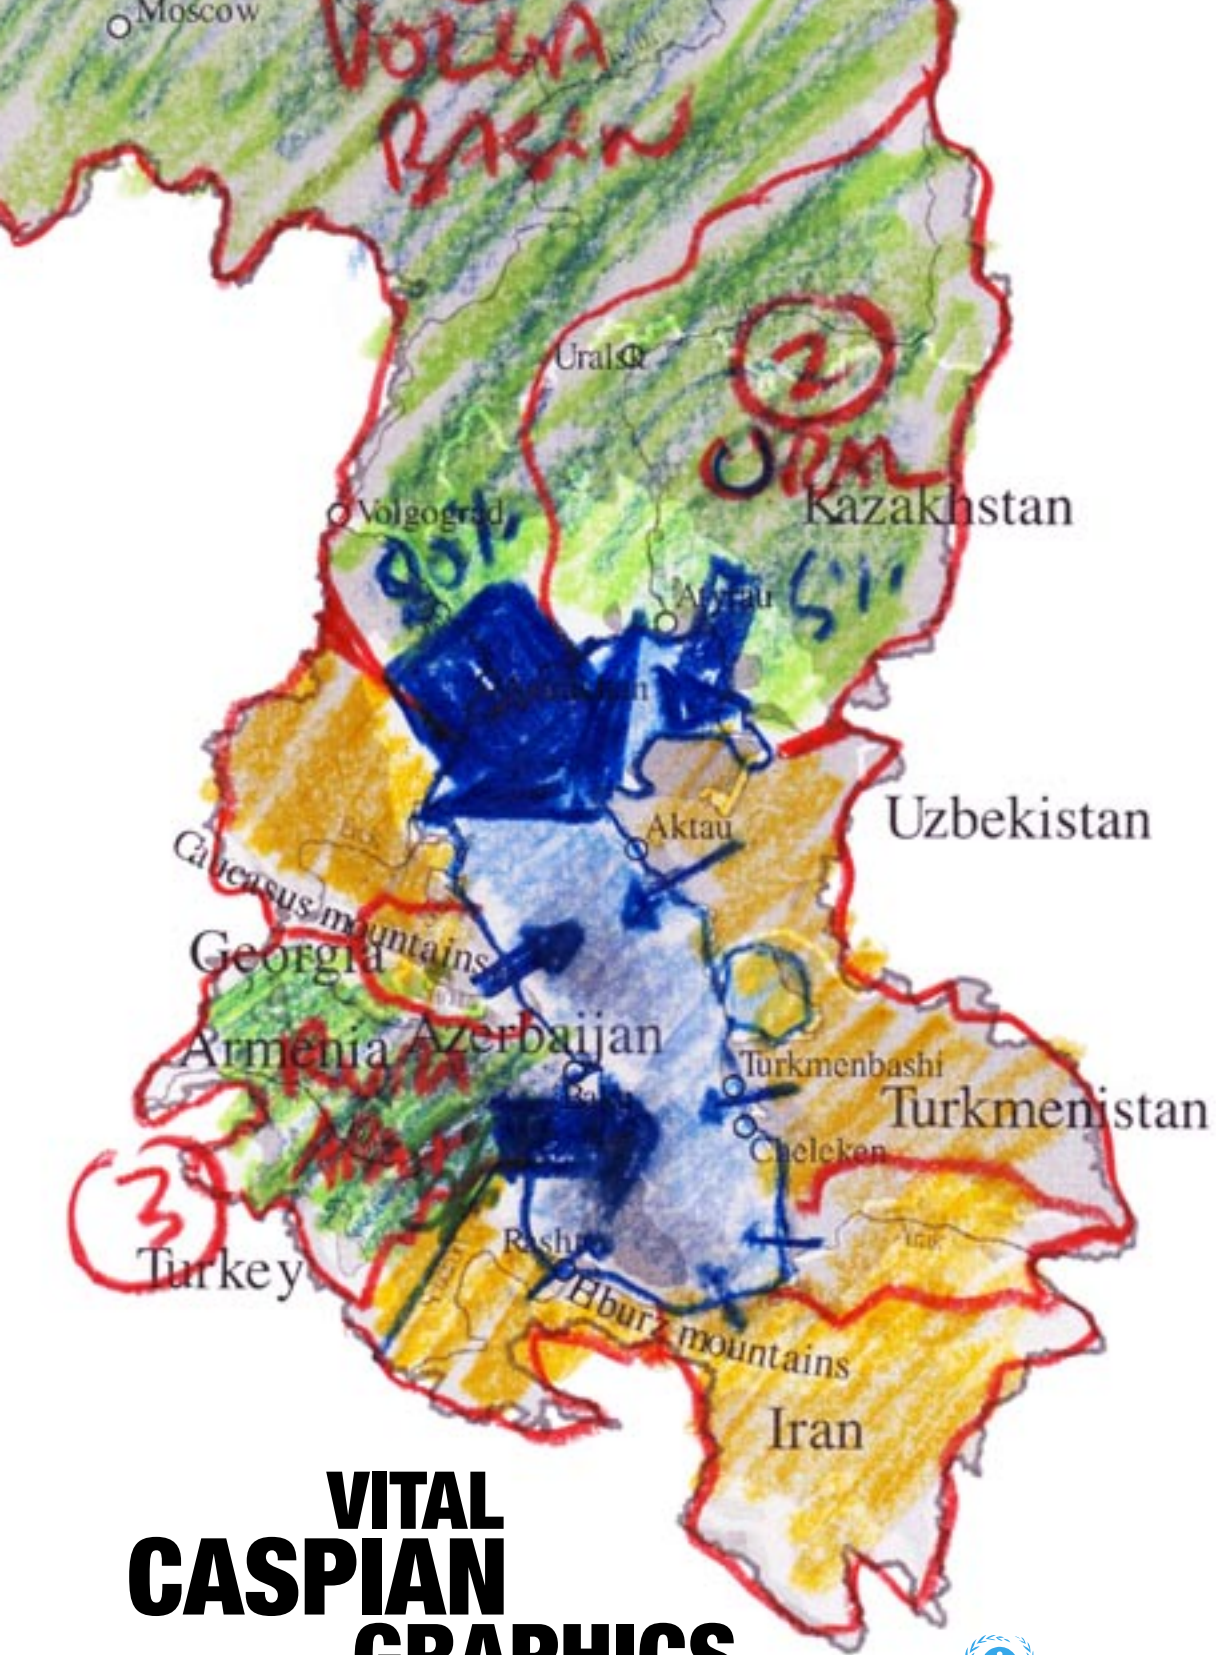 Moscow
VOLGA
BASIN
Uralsk
2
URAL
Kazakhstan
Volgograd
80%
5%
Atyrau
Astrakhan
Uzbekistan
Aktau
Caucasus mountains
Georgia
Armenia
Azerbaijan
Turkmenbashi
Baku
Turkmenistan
Cheleken
3
Turkey
Rasht
Elburz mountains
Iran
VITAL
CASPIAN
GRAPHICS